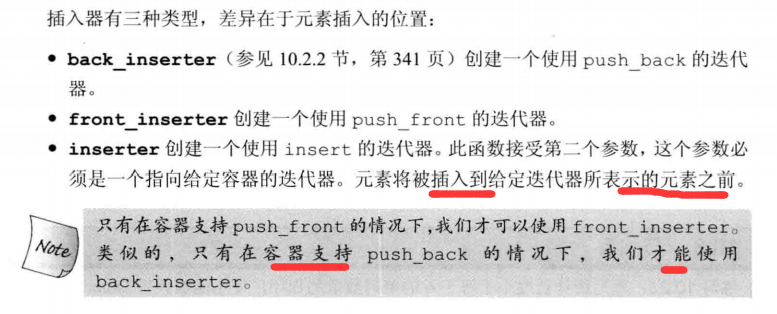 插入器有三种类型,差异在于元素插入的位置:
• back_inserter(参见 10.2.2 节,第 341 页)创建一个使用 push_back 的迭代
器。
• front_inserter 创建一个使用 push_front 的迭代器。
• inserter 创建一个使用 insert 的迭代器。此函数接受第二个参数,这个参数必
须是一个指向给定容器的迭代器。元素将被插入到给定迭代器所表示的元素之前。
Note
只有在容器支持 push_front 的情况下,我们才可以使用 front_inserter。
类似的,只有在容器支持 push_back 的情况下,我们才能使用
back_inserter。